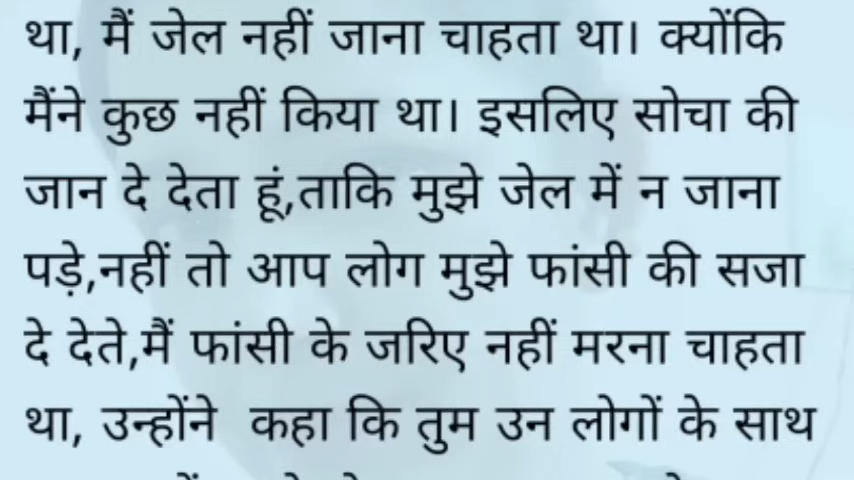 था, मैं जेल नहीं जाना चाहता था। क्योंकि
मैंने कुछ नहीं किया था। इसलिए सोचा की
जान दे देता हूं,ताकि मुझे जेल में न जाना
पड़े,नहीं तो आप लोग मुझे फांसी की सजा
दे देते,मैं फांसी के जरिए नहीं मरना चाहता
था, उन्होंने  कहा कि तुम उन लोगों के साथ